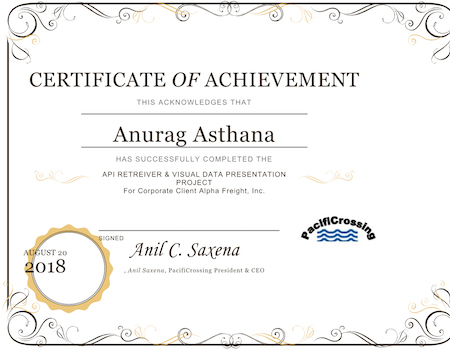 CERTIFICATE OF ACHIEVEMENT
THIS ACKNOWLEDGES THAT
Anurag Asthana
HAS SUCCESSFULLY COMPLETED THE
API RETREIVER & VISUAL DATA PRESENTATION
PROJECT
For Corporate Client Alpha Freight, Inc.
PacifiCrossing
SIGNED
Anil C. Saxena
, Anil Saxena, PacifiCrossing President & CEO
AUGUST 20
2018